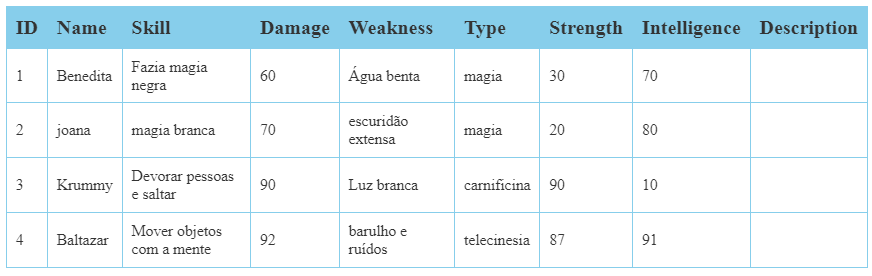 ID Name Skill Damage Weakness Type Strength Intelligence Description
1 Benedita Fazia magia negra 60 Água benta magia 30 70
2 joana magia branca 70 escuridão extensa magia 20 80
3 Krummy Devorar pessoas e saltar 90 Luz branca carnificina 90 10
4 Baltazar Mover objetos com a mente 92 barulho e ruídos telecinesia 87 91